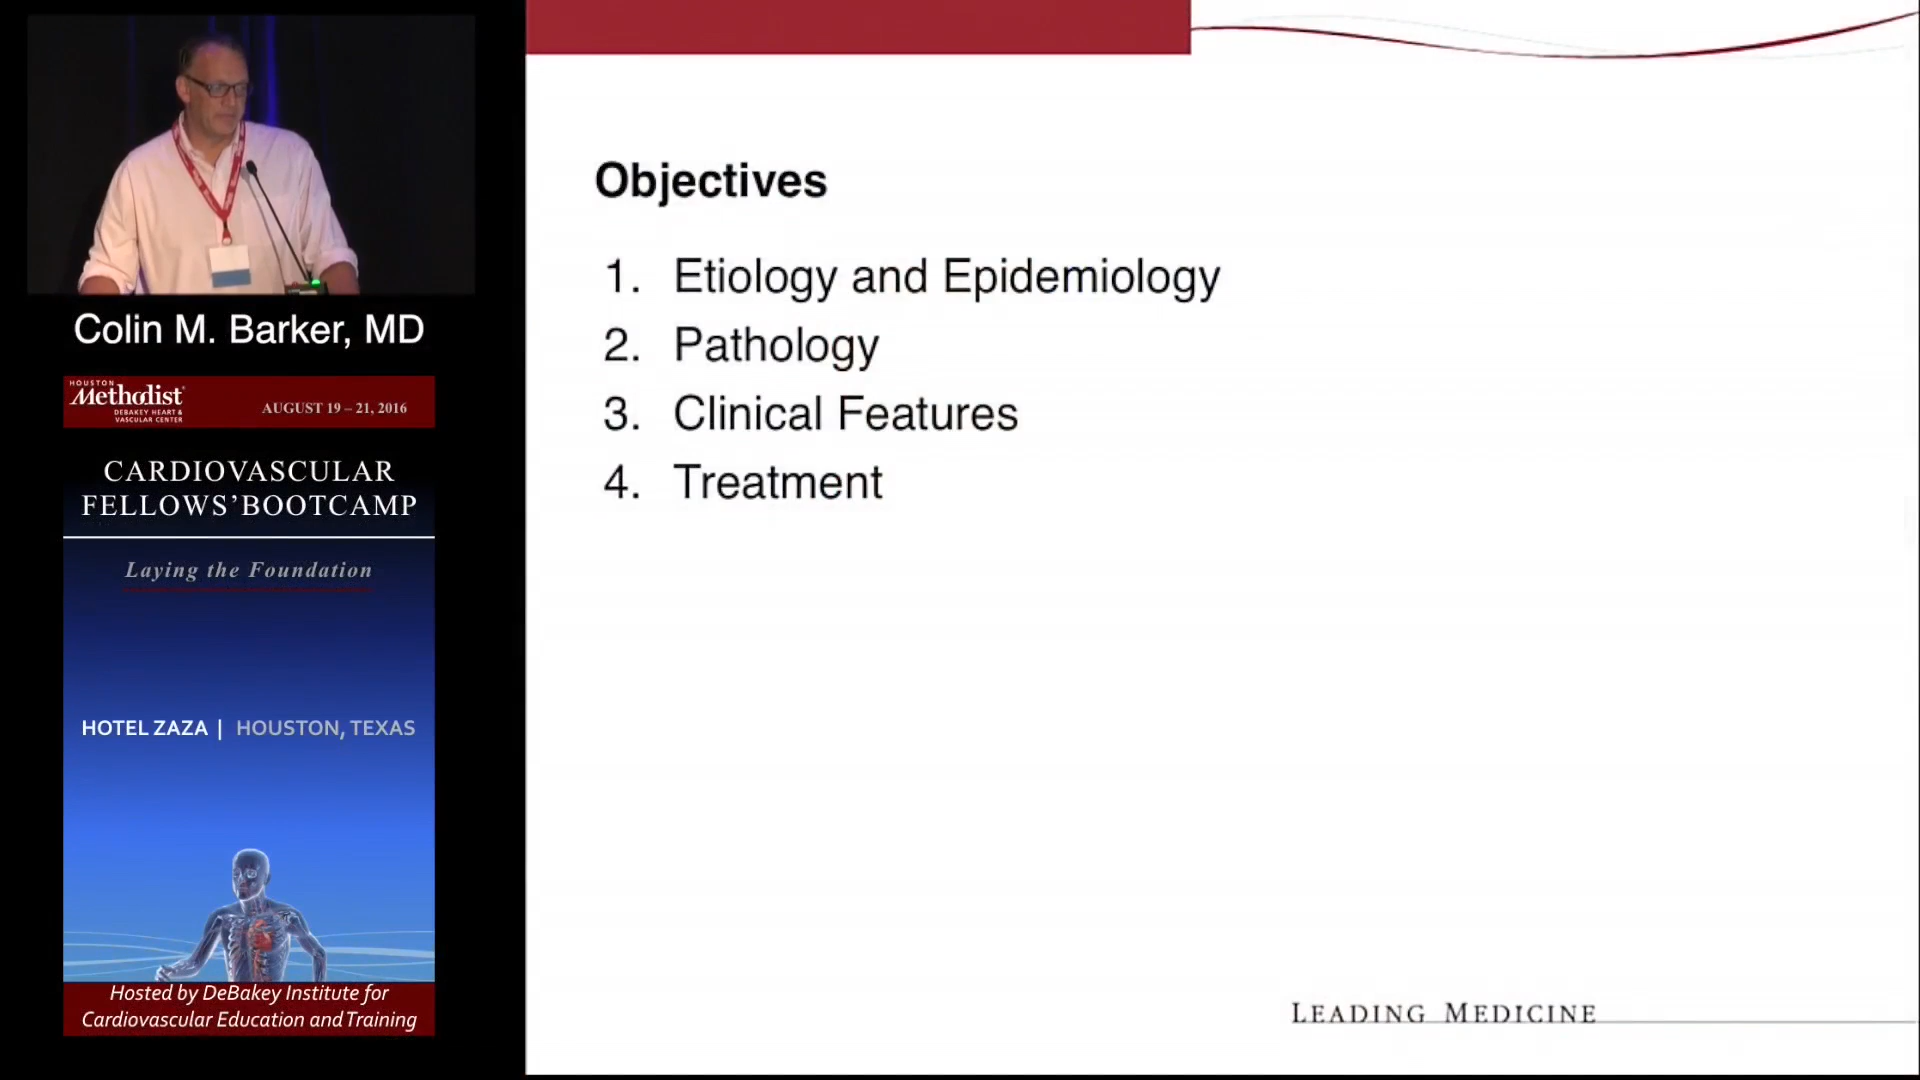 Colin M. Barker, MD
HOUSTON
Methodist
DEBAKEY HEART &
VASCULAR CENTER
AUGUST 19 – 21, 2016
CARDIOVASCULAR
FELLOWS’BOOTCAMP
Laying the Foundation
HOTEL ZAZA | HOUSTON, TEXAS
Hosted by DeBakey Institute for
Cardiovascular Education and Training
Objectives
1. Etiology and Epidemiology
2. Pathology
3. Clinical Features
4. Treatment
LEADING MEDICINE